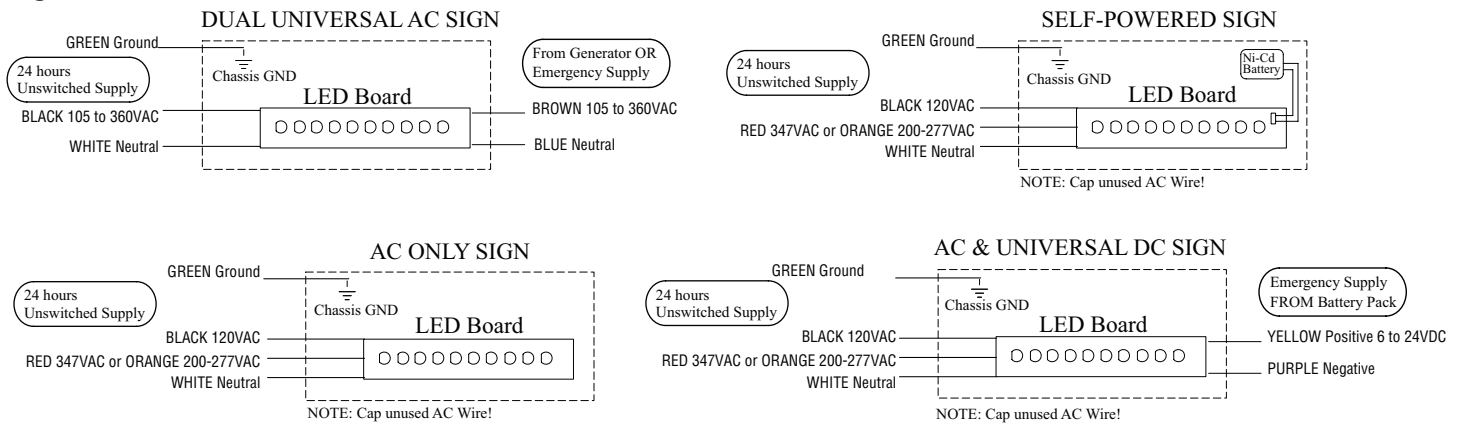 DUAL UNIVERSAL AC SIGN
GREEN Ground
Chassis GND
24 hours
Unswitched Supply
From Generator OR
Emergency Supply
LED Board
BLACK 105 to 360VAC
BROWN 105 to 360VAC
WHITE Neutral
BLUE Neutral
SELF-POWERED SIGN
GREEN Ground
Chassis GND
24 hours
Unswitched Supply
Ni-Cd
Battery
LED Board
BLACK 120VAC
RED 347VAC or ORANGE 200-277VAC
WHITE Neutral
NOTE: Cap unused AC Wire!
AC ONLY SIGN
GREEN Ground
Chassis GND
24 hours
Unswitched Supply
LED Board
BLACK 120VAC
RED 347VAC or ORANGE 200-277VAC
WHITE Neutral
NOTE: Cap unused AC Wire!
AC & UNIVERSAL DC SIGN
GREEN Ground
Chassis GND
24 hours
Unswitched Supply
Emergency Supply
FROM Battery Pack
LED Board
BLACK 120VAC
YELLOW Positive 6 to 24VDC
RED 347VAC or ORANGE 200-277VAC
PURPLE Negative
WHITE Neutral
NOTE: Cap unused AC Wire!